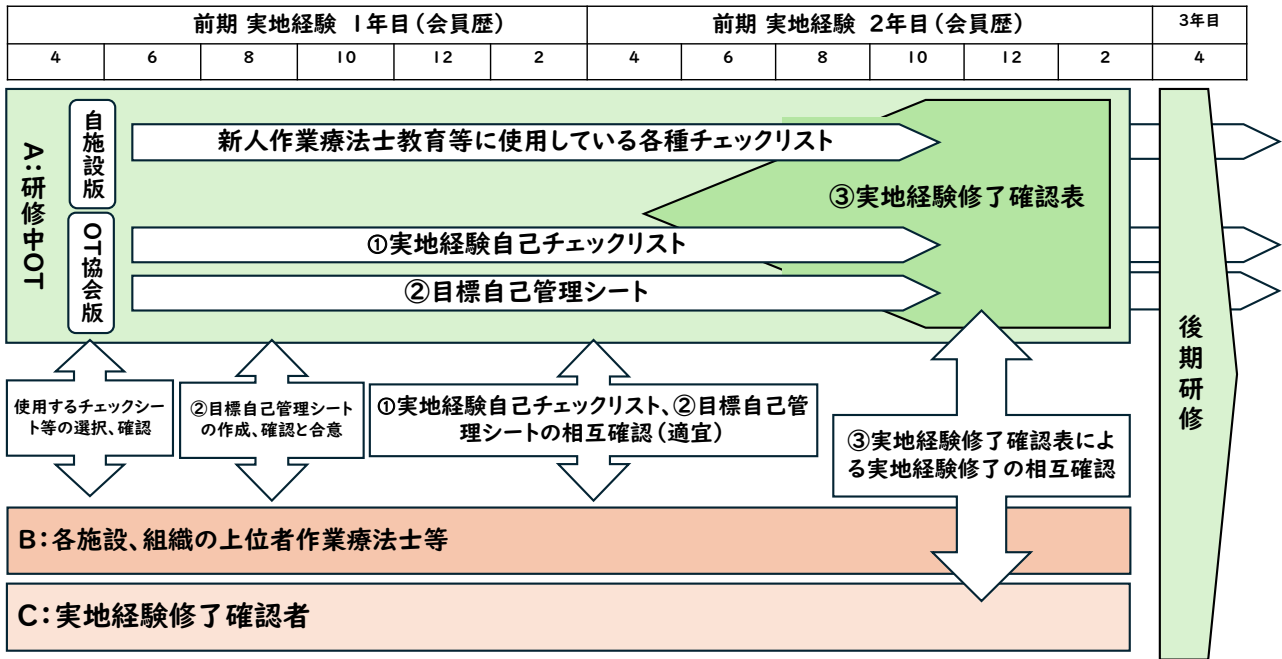 前期 実地経験 1年目(会員歴)
前期 実地経験 2年目(会員歴)
3年目
4 6 8 10 12 2 4 6 8 10 12 2 4
A:研修中OT
自施設版
新人作業療法士教育等に使用している各種チェックリスト
③実地経験修了確認表
OT協会版
①実地経験自己チェックリスト
②目標自己管理シート
後期研修
使用するチェックシー
ト等の選択、確認
②目標自己管理シート
の作成、確認と合意
①実地経験自己チェックリスト、②目標自己管
理シートの相互確認(適宜)
③実地経験修了確認表によ
る実地経験修了の相互確認
B:各施設、組織の上位者作業療法士等
C:実地経験修了確認者